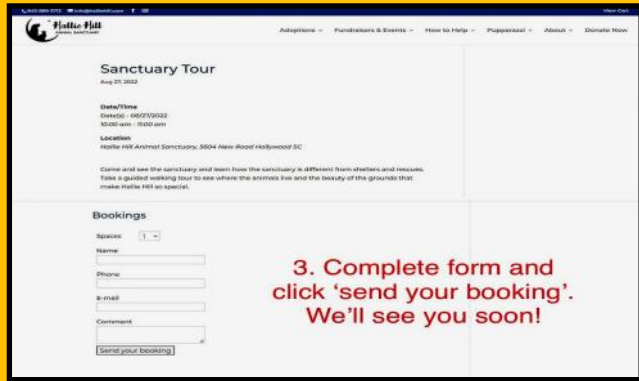 View Cart
Hallie Hill
ANIMAL SANCTUARY
Adoptions Fundraisers & Events How to Help Pupparazzi About Donate Now
Sanctuary Tour
Aug 27, 2022
Date/Time
Date(s) - 08/27/2022
10:00 am - 11:00 am
Location
Hallie Hill Animal Sanctuary, 5604 New Road Hollywood SC
Come and see the sanctuary and learn how the sanctuary is different from shelters and rescues.
Take a guided walking tour to see where the animals live and the beauty of the grounds that
make Hallie Hill so special.
Bookings
Spaces 1
Name
Phone
E-mail
Comment
Send your booking
3. Complete form and
click ‘send your booking’.
We’ll see you soon!